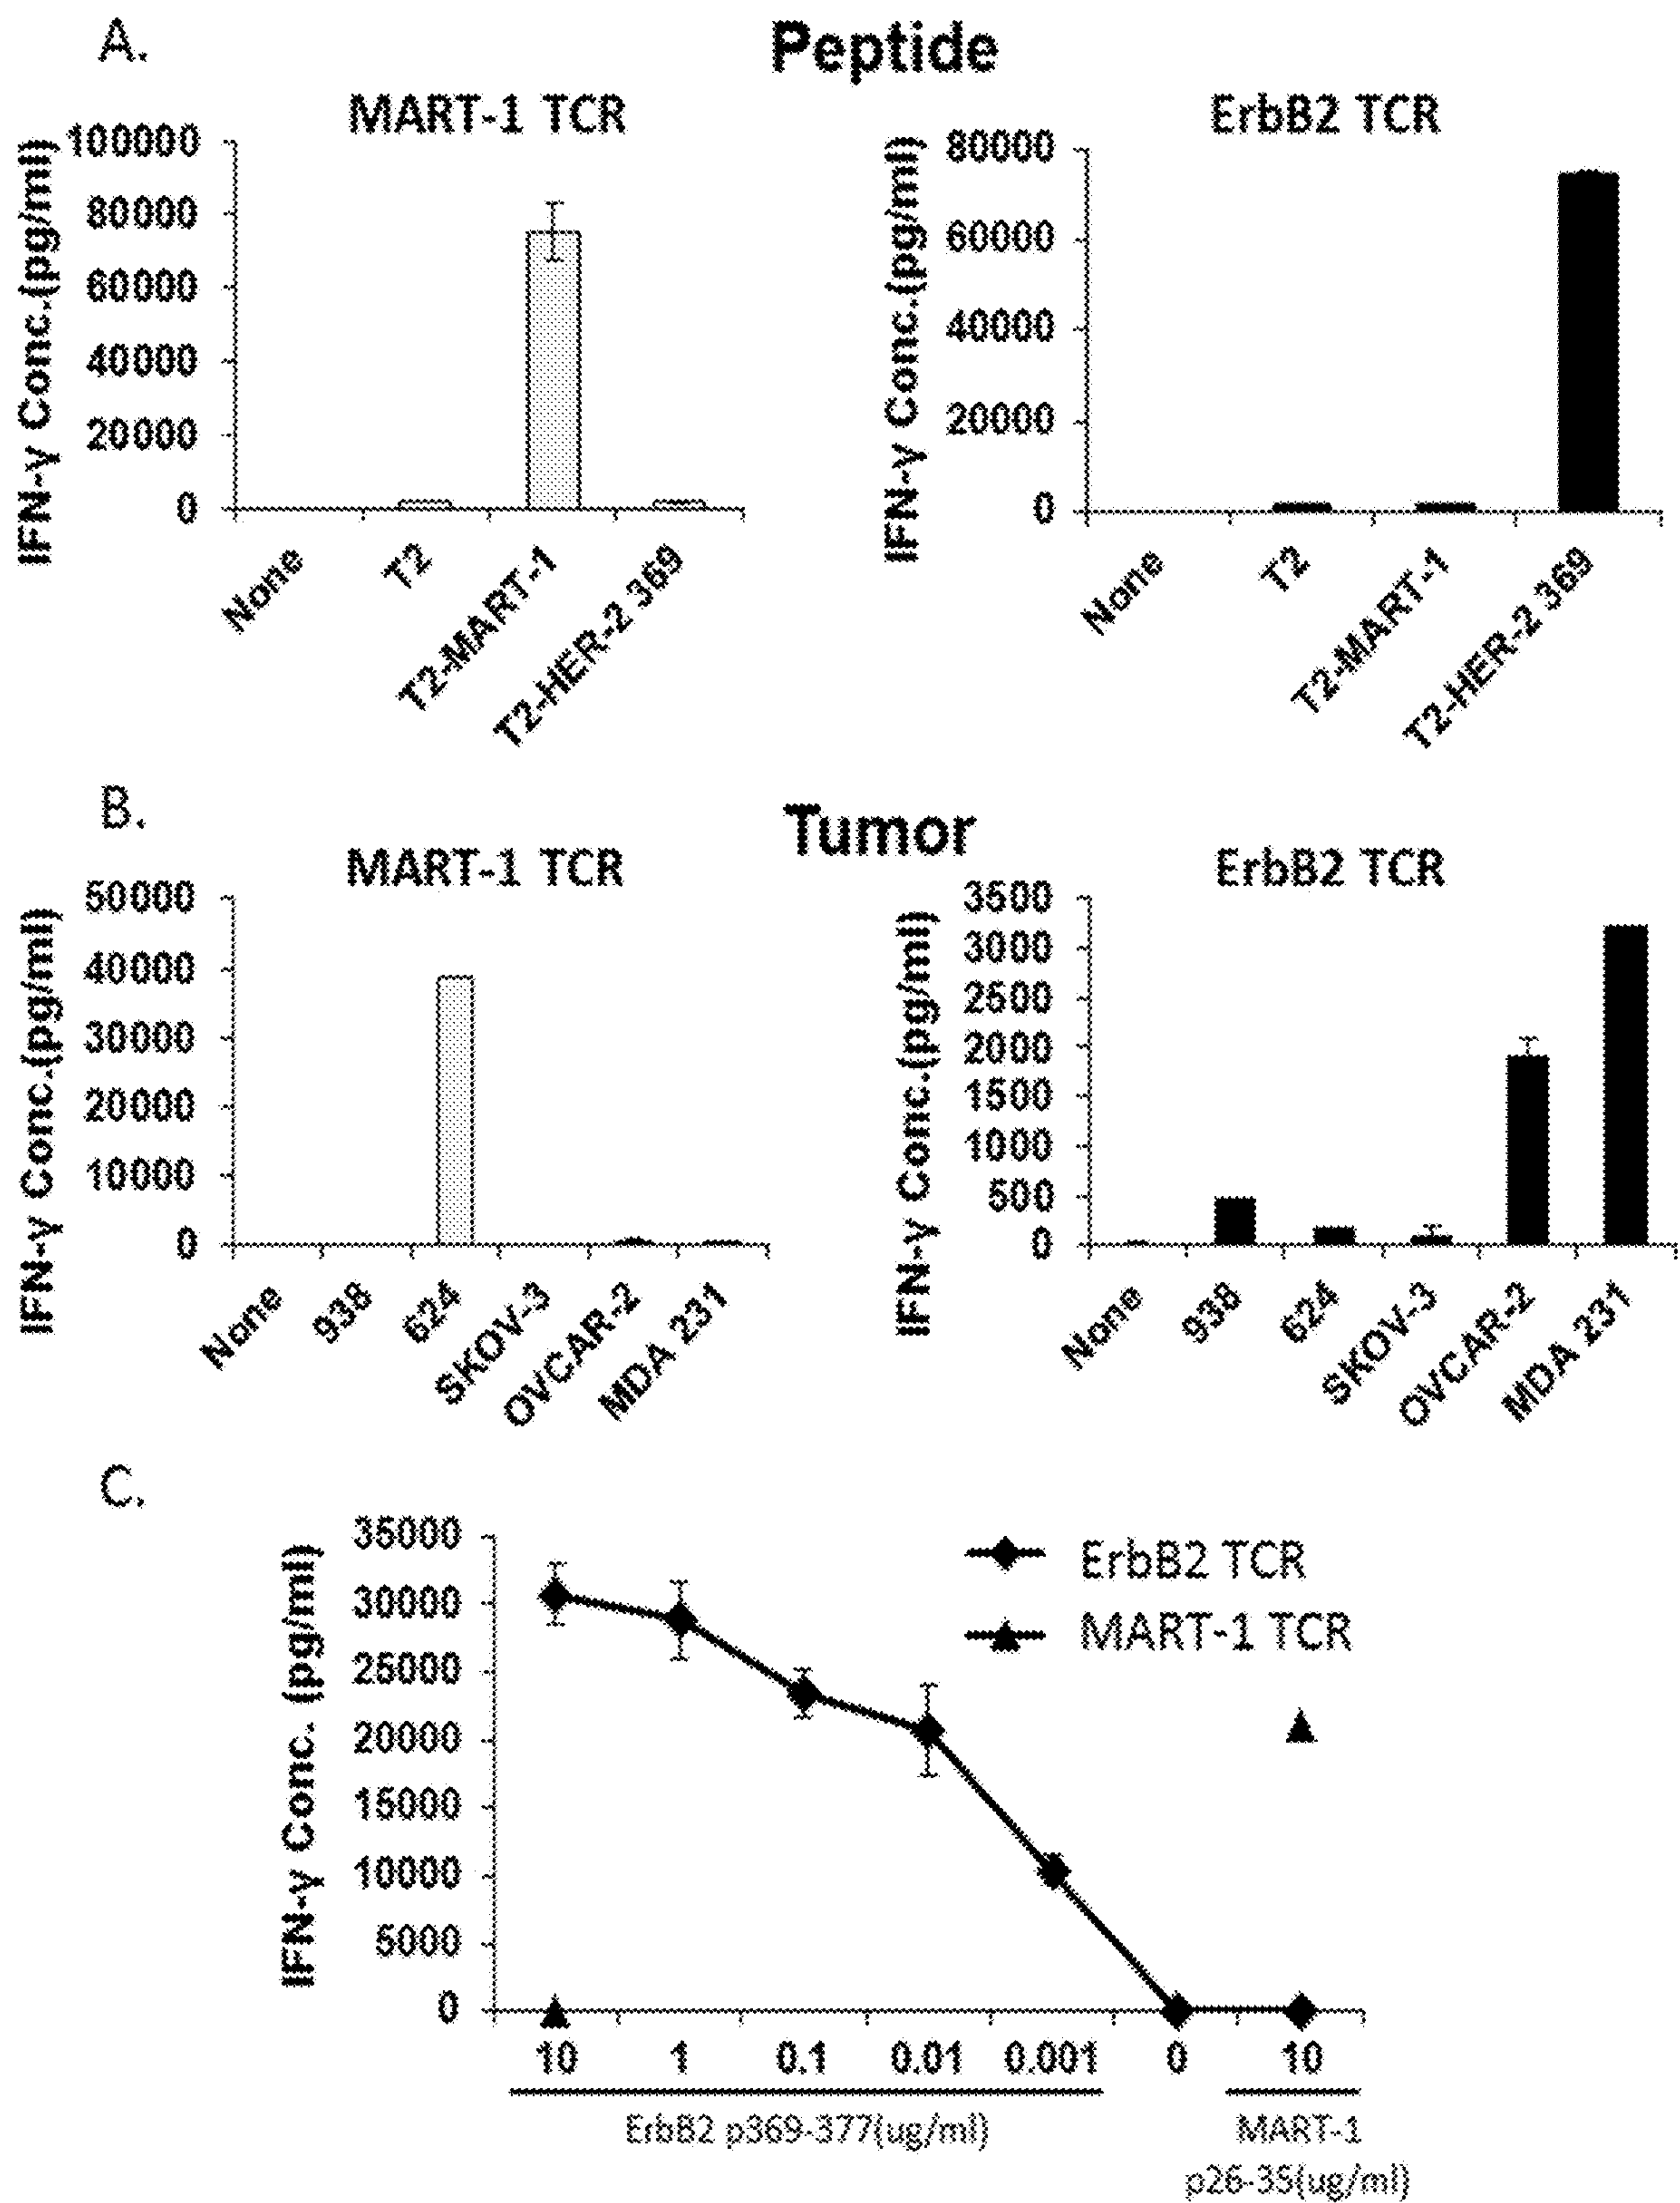 A.
Peptide
MART-1 TCR
IFN-γ Conc.(pg/ml)
100000
80000
60000
40000
20000
0
None
T2
T2-MART-1
T2-HER-2 369
ErbB2 TCR
IFN-γ Conc.(pg/ml)
80000
60000
40000
20000
0
None
T2
T2-MART-1
T2-HER-2 369
B.
Tumor
MART-1 TCR
IFN-γ Conc.(pg/ml)
50000
40000
30000
20000
10000
0
None
938
624
SKOV-3
OVCAR-2
MDA 231
ErbB2 TCR
IFN-γ Conc.(pg/ml)
3500
3000
2500
2000
1500
1000
500
0
None
938
624
SKOV-3
OVCAR-2
MDA 231
C.
IFN-γ Conc. (pg/ml)
35000
30000
25000
20000
15000
10000
5000
0
ErbB2 TCR
MART-1 TCR
10 1 0.1 0.01 0.001 0 10
ErbB2 p369-377(ug/ml)
MART-1
p26-35(ug/ml)